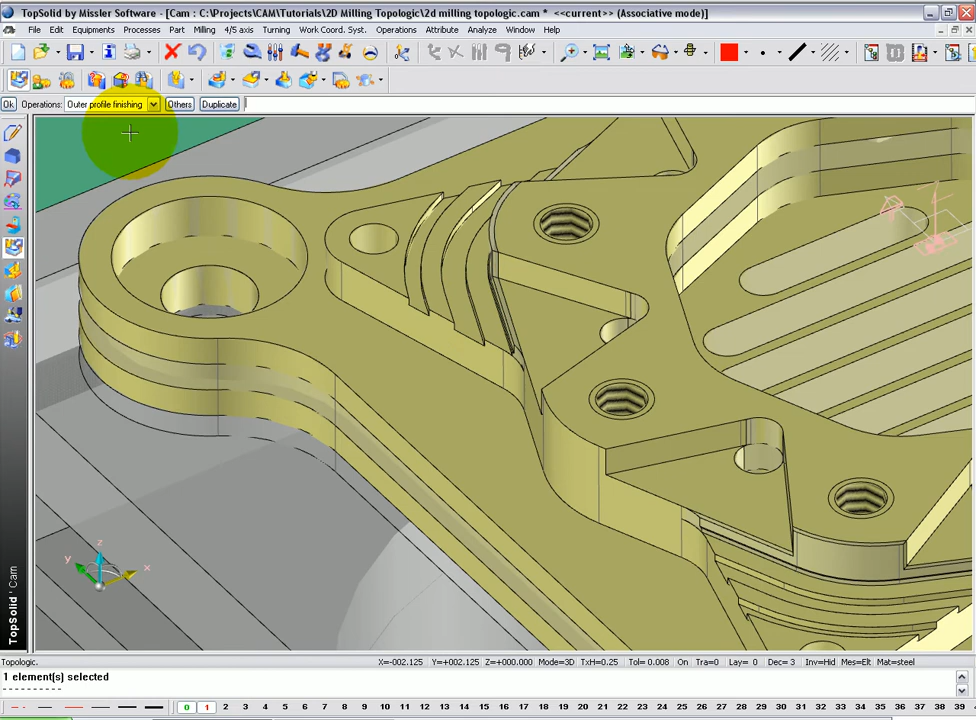 TopSolid by Missler Software - [Cam : C:\Projects\CAM\Tutorials\2D Milling Topologic\2d milling topologic.cam * <<current>> (Associative mode)]
File Edit Equipments Processes Part Milling 4/5 axis Turning Work Coord. Syst. Operations Attribute Analyze Window Help
Ok Operations: Outer profile finishing Others Duplicate
z
y x
TopSolid'Cam
Topologic. X=-002.125 Y=+002.125 Z=+000.000 Mode=3D TxH=0.25 Tol= 0.008 On Tra=0 Lay= 0 Dec= 3 Inv=Hid Mes=Elt Mat=steel
1 element(s) selected
----------
0 1 2 3 4 5 6 7 8 9 10 11 12 13 14 15 16 17 18 19 20 21 22 23 24 25 26 27 28 29 30 31 32 33 34 35 36 37 38 39